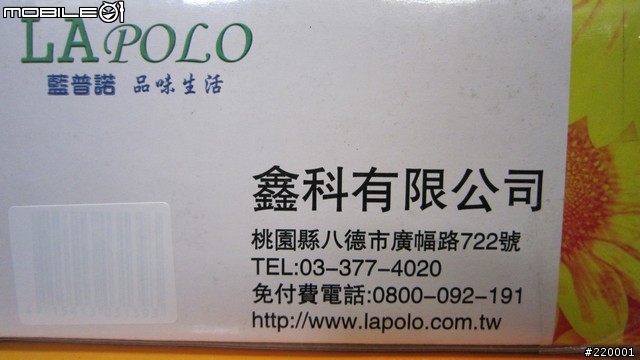 mobile01
LAPOLO
藍普諾 品味生活
鑫科有限公司
桃園縣八德市廣幅路722號
TEL:03-377-4020
免付費電話:0800-092-191
http://www.lapolo.com.tw
#220001